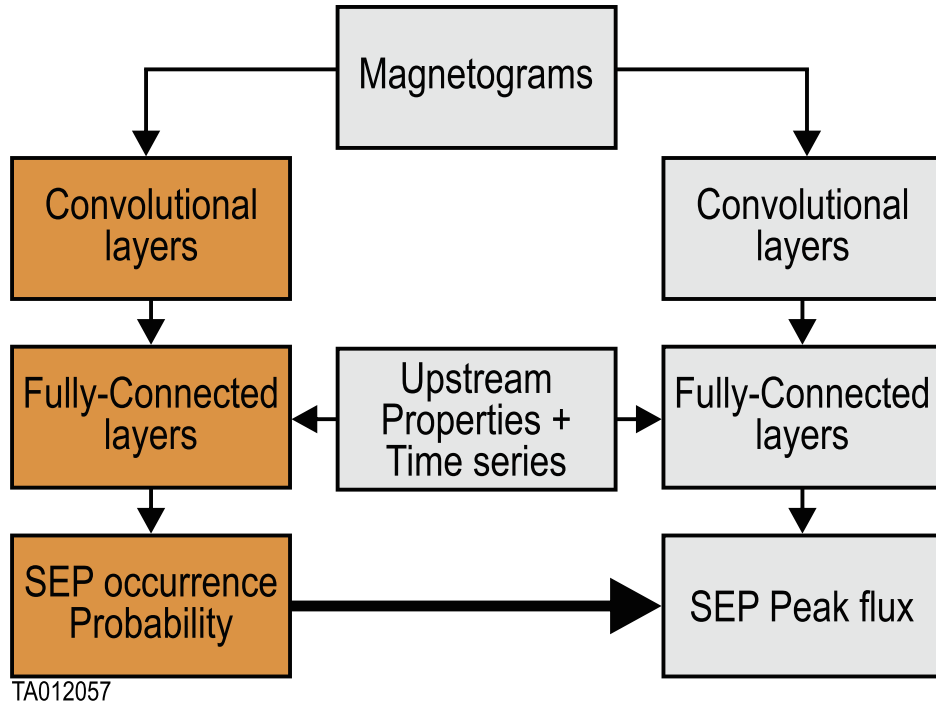 Magnetograms
Convolutional
layers
Convolutional
layers
Fully-Connected
layers
Upstream
Properties +
Time series
Fully-Connected
layers
SEP occurrence
Probability
SEP Peak flux
TA012057